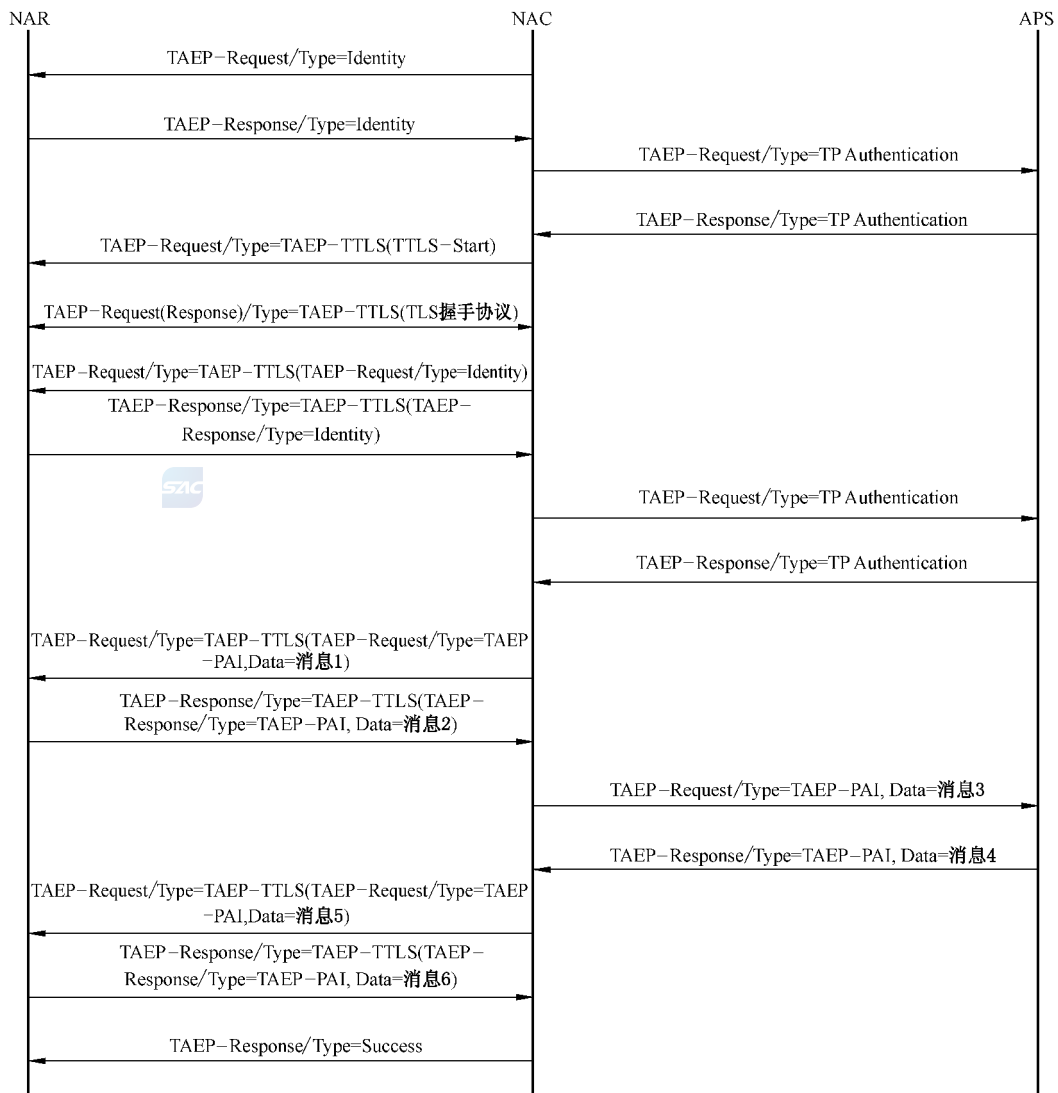 NAR NAC APS
TAEP-Request/Type=Identity
TAEP-Response/Type=Identity
TAEP-Request/Type=TP Authentication
TAEP-Response/Type=TP Authentication
TAEP-Request/Type=TAEP-TTLS(TTLS-Start)
TAEP-Request(Response)/Type=TAEP-TTLS(TLS握手协议)
TAEP-Request/Type=TAEP-TTLS(TAEP-Request/Type=Identity)
TAEP-Response/Type=TAEP-TTLS(TAEP-
Response/Type=Identity)
SAC
TAEP-Request/Type=TP Authentication
TAEP-Response/Type=TP Authentication
TAEP-Request/Type=TAEP-TTLS(TAEP-Request/Type=TAEP
-PAI,Data=消息1)
TAEP-Response/Type=TAEP-TTLS(TAEP-
Response/Type=TAEP-PAI, Data=消息2)
TAEP-Request/Type=TAEP-PAI, Data=消息3
TAEP-Response/Type=TAEP-PAI, Data=消息4
TAEP-Request/Type=TAEP-TTLS(TAEP-Request/Type=TAEP
-PAI,Data=消息5)
TAEP-Response/Type=TAEP-TTLS(TAEP-
Response/Type=TAEP-PAI, Data=消息6)
TAEP-Response/Type=Success